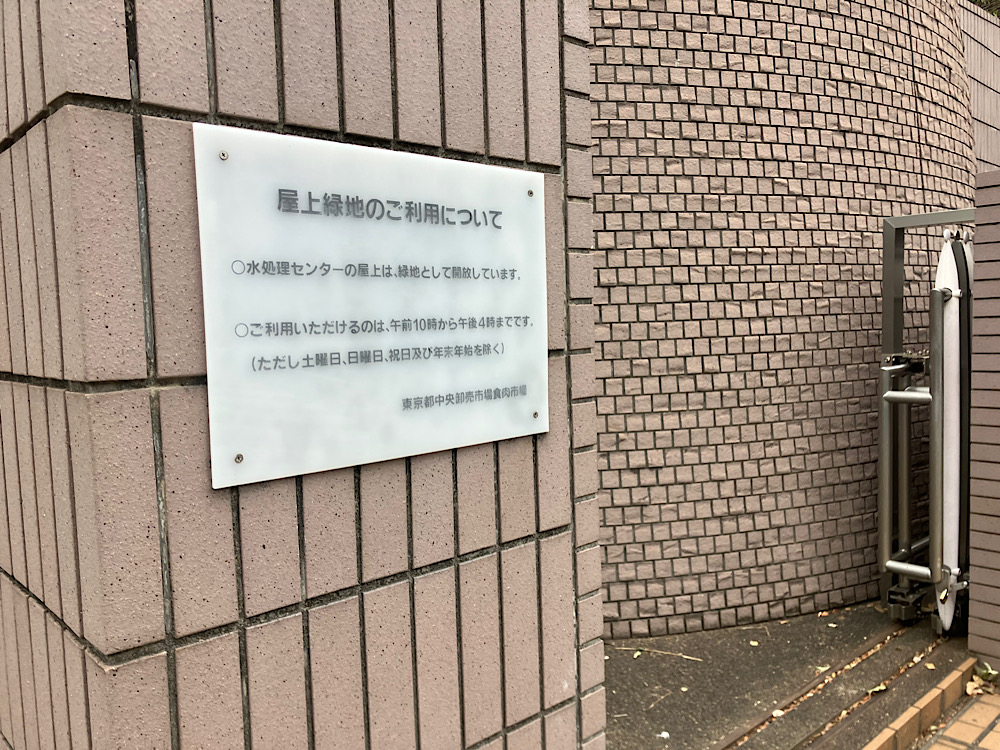 屋上緑地のご利用について
○水処理センターの屋上は、緑地として開放しています。
○ご利用いただけるのは、午前10時から午後4時までです。
(ただし土曜日、日曜日、祝日及び年末年始を除く)
東京都中央卸売市場食肉市場